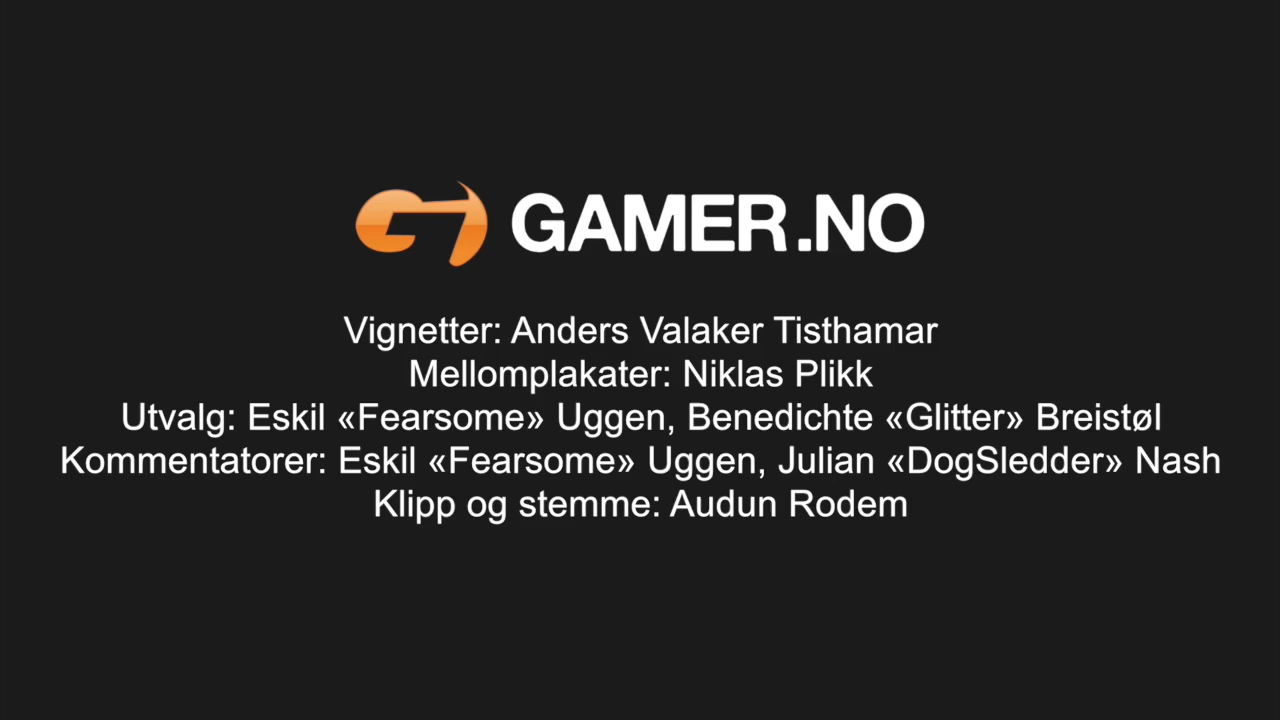 GAMER.NO
Vignetter: Anders Valaker Tisthamar
Mellomplakater: Niklas Plikk
Utvalg: Eskil «Fearsome» Uggen, Benedichte «Glitter» Breistøl
Kommentatorer: Eskil «Fearsome» Uggen, Julian «DogSledder» Nash
Klipp og stemme: Audun Rodem